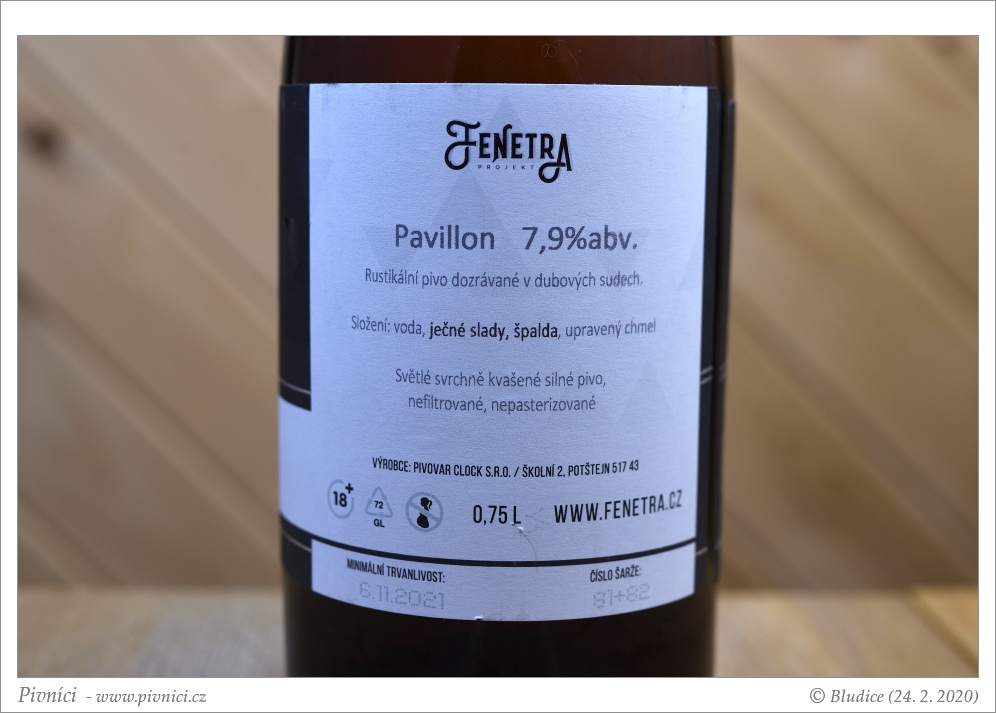 FENETRA
PROJEKT
Pavillon 7,9%abv.
Rustikální pivo dozrávané v dubových sudech.
Složení: voda, ječné slady, špalda, upravený chmel
Světlé svrchně kvašené silné pivo,
nefiltrované, nepasterizované
VÝROBCE: PIVOVAR CLOCK S.R.O. / ŠKOLNÍ 2, POTŠTEJN 517 43
18+ 72 GL 0,75 L WWW.FENETRA.CZ
MINIMÁLNÍ TRVANLIVOST: ČÍSLO ŠARŽE:
6.11.2021 81+82
Pivníci - www.pivnici.cz © Bludice (24. 2. 2020)